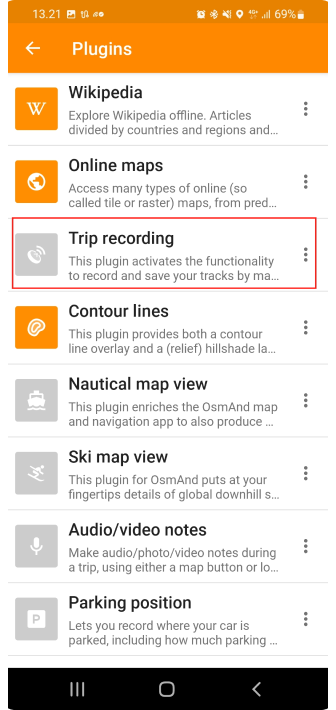 13.21 69%
Plugins
W
Wikipedia
Explore Wikipedia offline. Articles
divided by countries and regions and...
Online maps
Access many types of online (so
called tile or raster) maps, from pred...
Trip recording
This plugin activates the functionality
to record and save your tracks by ma...
Contour lines
This plugin provides both a contour
line overlay and a (relief) hillshade la...
Nautical map view
This plugin enriches the OsmAnd map
and navigation app to also produce ...
Ski map view
This plugin for OsmAnd puts at your
fingertips details of global downhill s...
Audio/video notes
Make audio/photo/video notes during
a trip, using either a map button or lo...
P
Parking position
Lets you record where your car is
parked, including how much parking ...